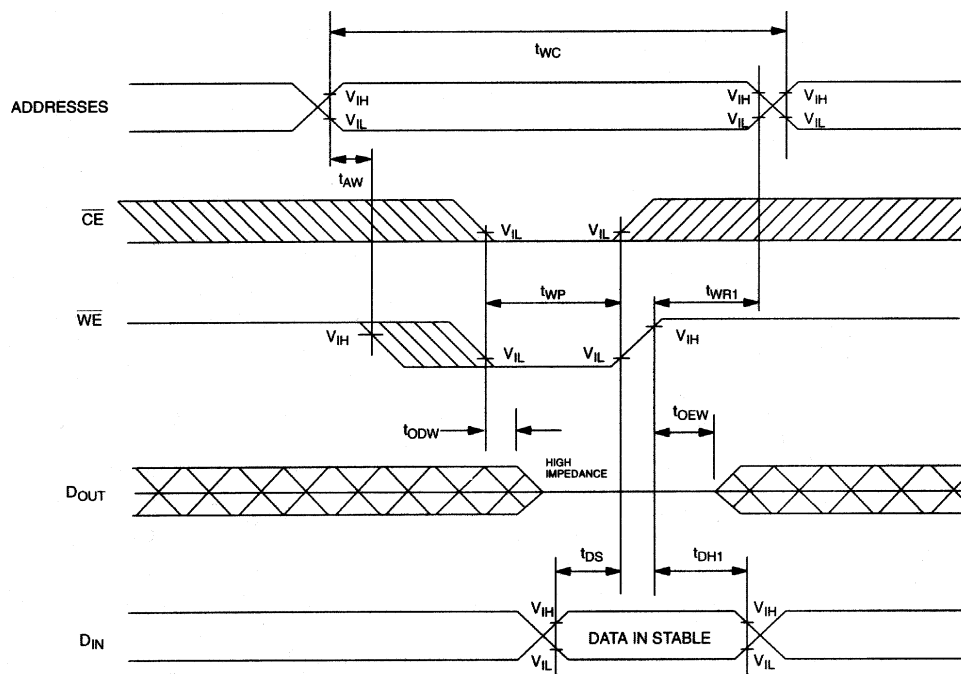 tWC
ADDRESSES
VIH
VIL
VIH
VIL
VIH
VIL
tAW
CE
VIL
VIL
tWP
tWR1
WE
VIH
VIL
VIL
VIH
tODW
tOEW
HIGH
IMPEDANCE
DOUT
tDS
tDH1
DIN
VIH
VIL
DATA IN STABLE
VIH
VIL